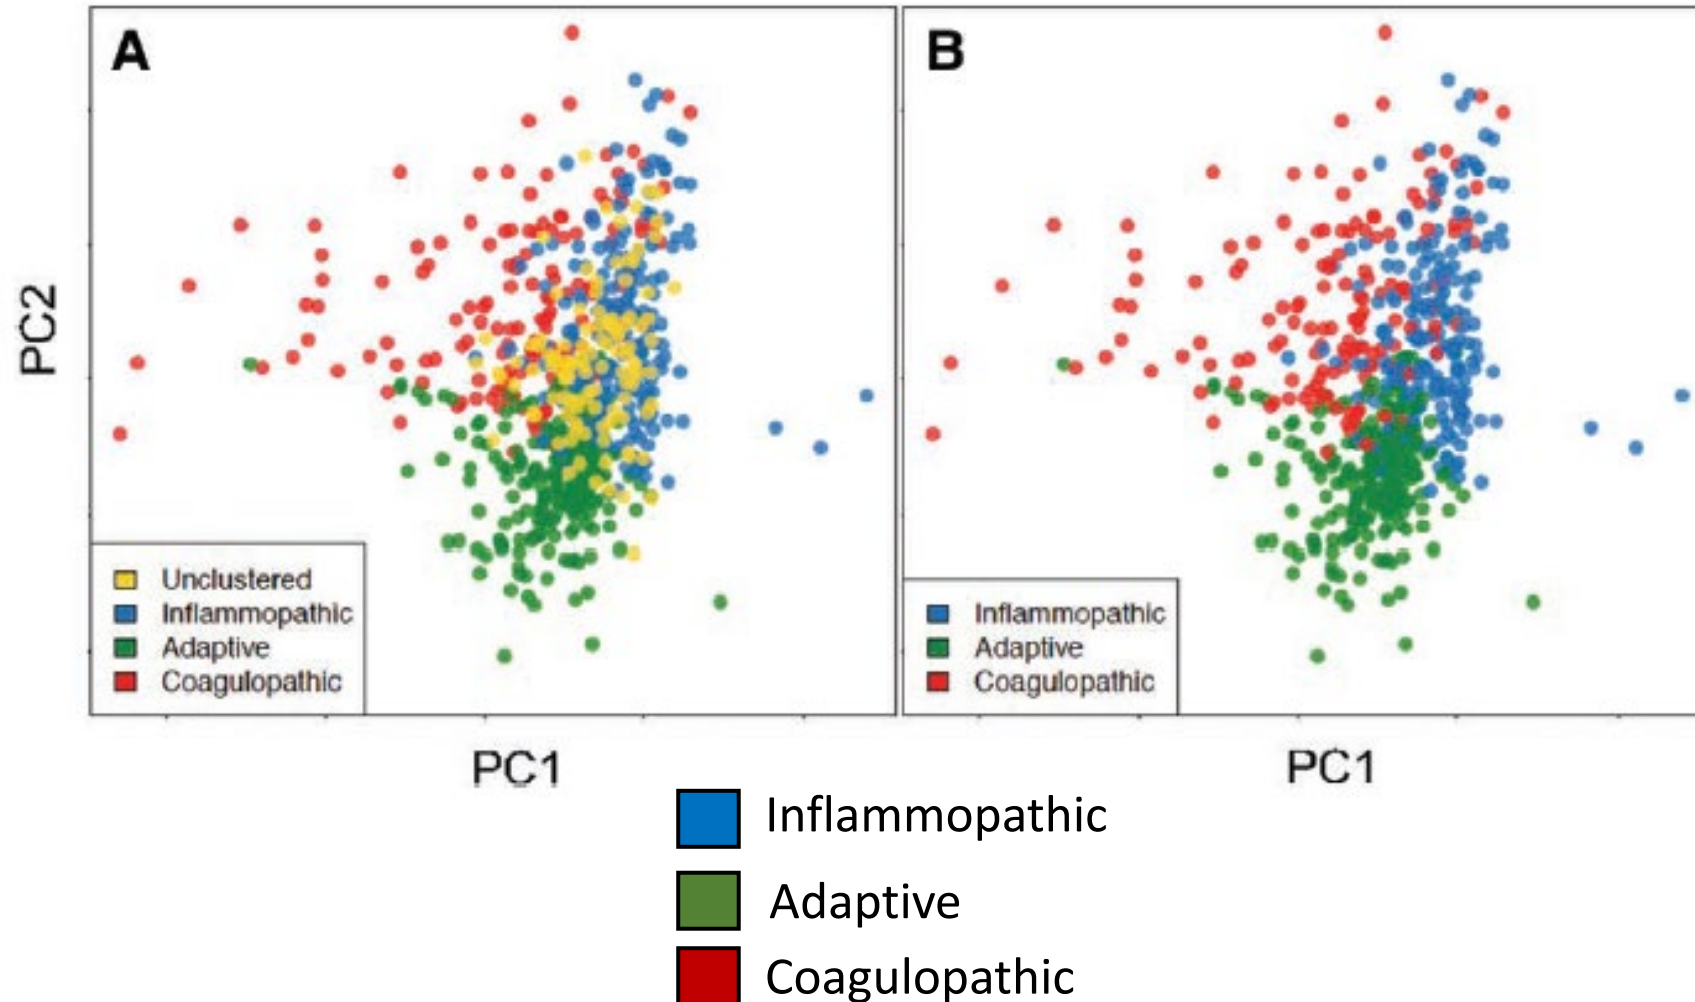 A
B
PC2
Unclustered
Inflammopathic
Adaptive
Coagulopathic
Inflammopathic
Adaptive
Coagulopathic
PC1
PC1
Inflammopathic
Adaptive
Coagulopathic